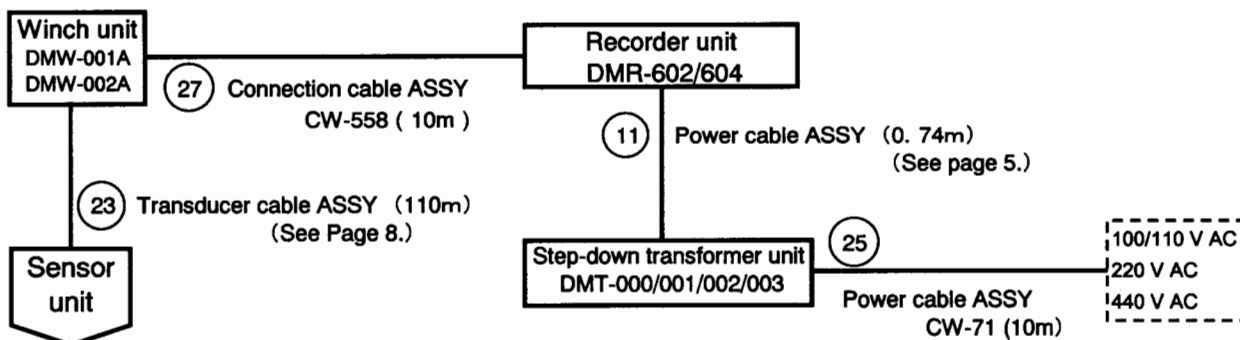 Winch unit
DMW-001A
DMW-002A
Recorder unit
DMR-602/604
27 Connection cable ASSY
CW-558 ( 10m )
11 Power cable ASSY （0. 74m）
(See page 5.)
23 Transducer cable ASSY （110m）
(See Page 8.)
Sensor
unit
Step-down transformer unit
DMT-000/001/002/003
25
Power cable ASSY
CW-71 (10m)
100/110 V AC
220 V AC
440 V AC